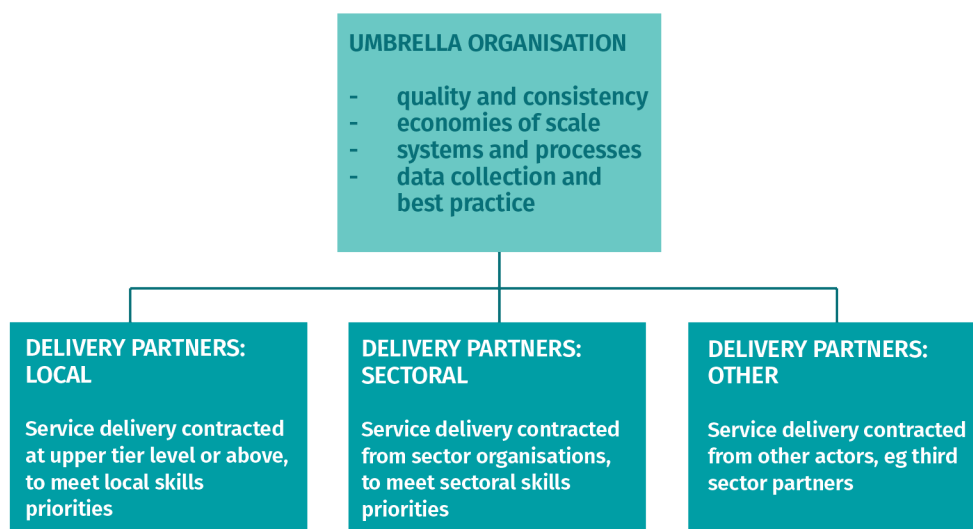 UMBRELLA ORGANISATION
- quality and consistency
- economies of scale
- systems and processes
- data collection and
best practice
DELIVERY PARTNERS:
LOCAL
Service delivery contracted
at upper tier level or above,
to meet local skills
priorities
DELIVERY PARTNERS:
SECTORAL
Service delivery contracted
from sector organisations,
to meet sectoral skills
priorities
DELIVERY PARTNERS:
OTHER
Service delivery contracted
from other actors, eg third
sector partners